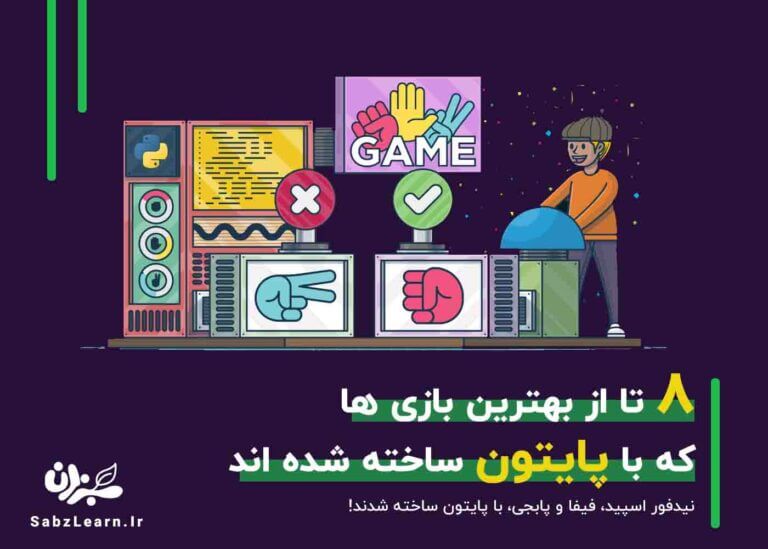 GAME
۸ تا از بهترین بازی ها
که با پایتون ساخته شده اند
نیدفور اسپید، فیفا و پابجی، با پایتون ساخته شدند!
سبزلرن
SabzLearn.Ir